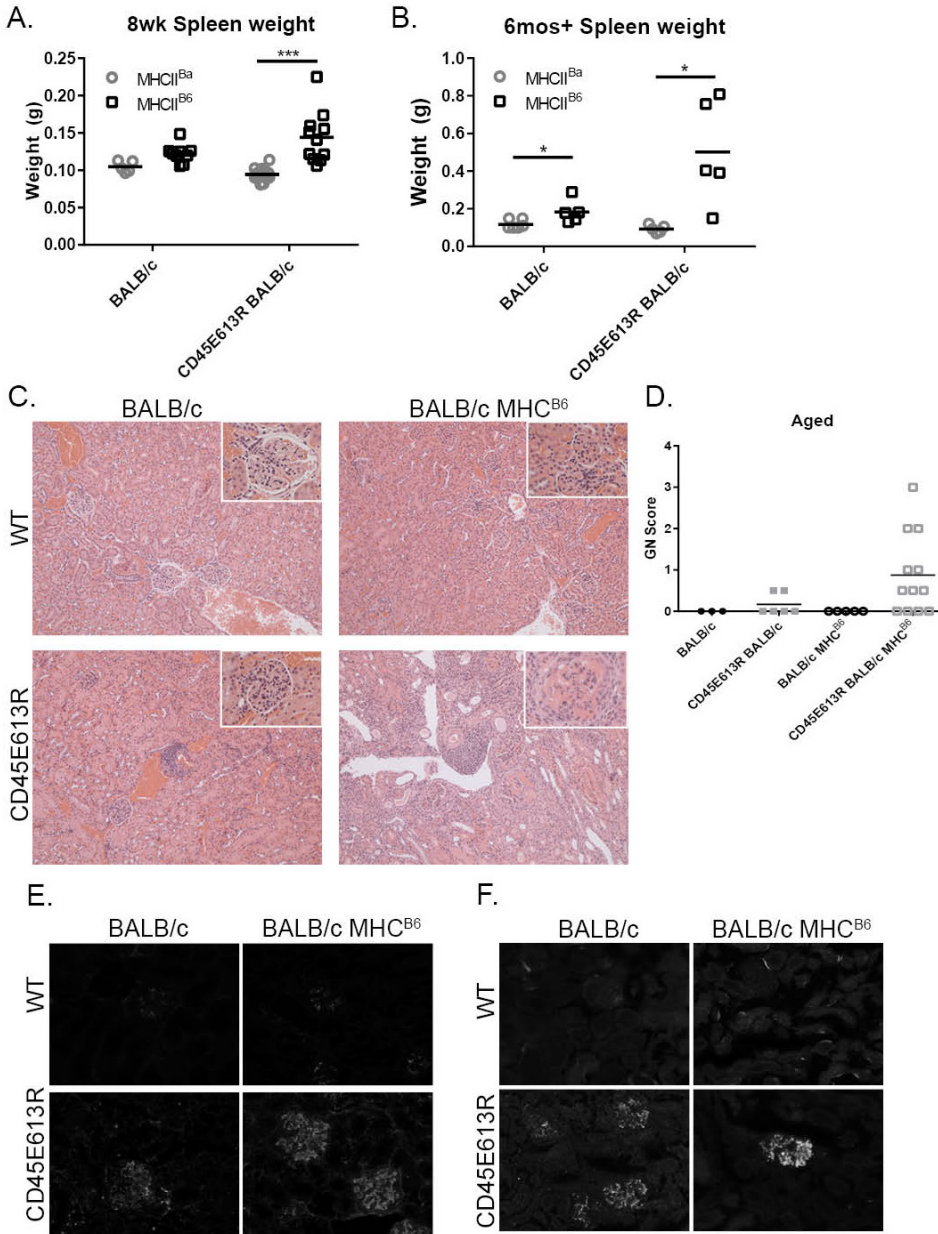 A.
8wk Spleen weight
***
0.25
0.20
0.15
0.10
0.05
0.00
Weight (g)
MHCII^Ba
MHCII^B6
BALB/c
CD45E613R BALB/c
B.
6mos+ Spleen weight
*
*
1.0
0.8
0.6
0.4
0.2
0.0
Weight (g)
MHCII^Ba
MHCII^B6
BALB/c
CD45E613R BALB/c
C.
BALB/c
BALB/c MHC^B6
WT
CD45E613R
D.
Aged
4
3
2
1
0
GN Score
BALB/c
CD45E613R BALB/c
BALB/c MHC^B6
CD45E613R BALB/c MHC^B6
E.
BALB/c
BALB/c MHC^B6
WT
CD45E613R
F.
BALB/c
BALB/c MHC^B6
WT
CD45E613R